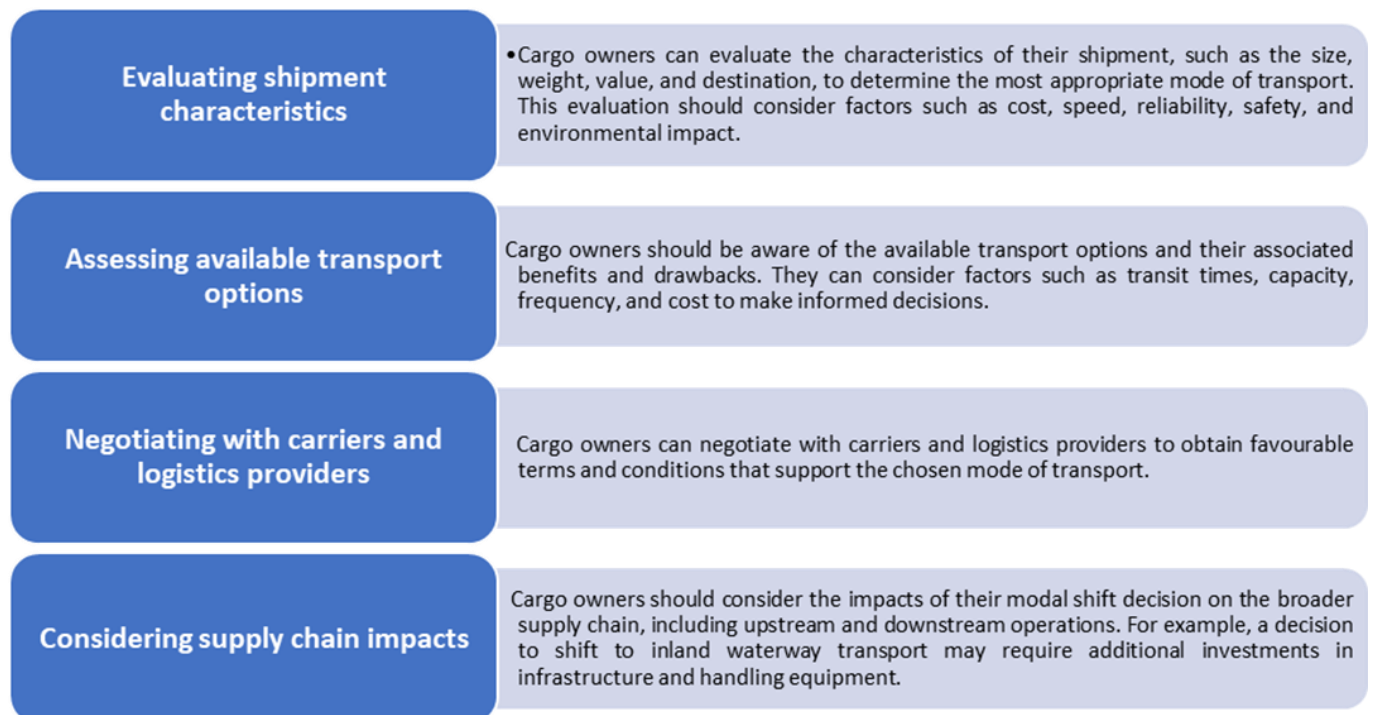 Evaluating shipment
characteristics
•Cargo owners can evaluate the characteristics of their shipment, such as the size,
weight, value, and destination, to determine the most appropriate mode of transport.
This evaluation should consider factors such as cost, speed, reliability, safety, and
environmental impact.
Assessing available transport
options
Cargo owners should be aware of the available transport options and their associated
benefits and drawbacks. They can consider factors such as transit times, capacity,
frequency, and cost to make informed decisions.
Negotiating with carriers and
logistics providers
Cargo owners can negotiate with carriers and logistics providers to obtain favourable
terms and conditions that support the chosen mode of transport.
Considering supply chain impacts
Cargo owners should consider the impacts of their modal shift decision on the broader
supply chain, including upstream and downstream operations. For example, a decision
to shift to inland waterway transport may require additional investments in
infrastructure and handling equipment.